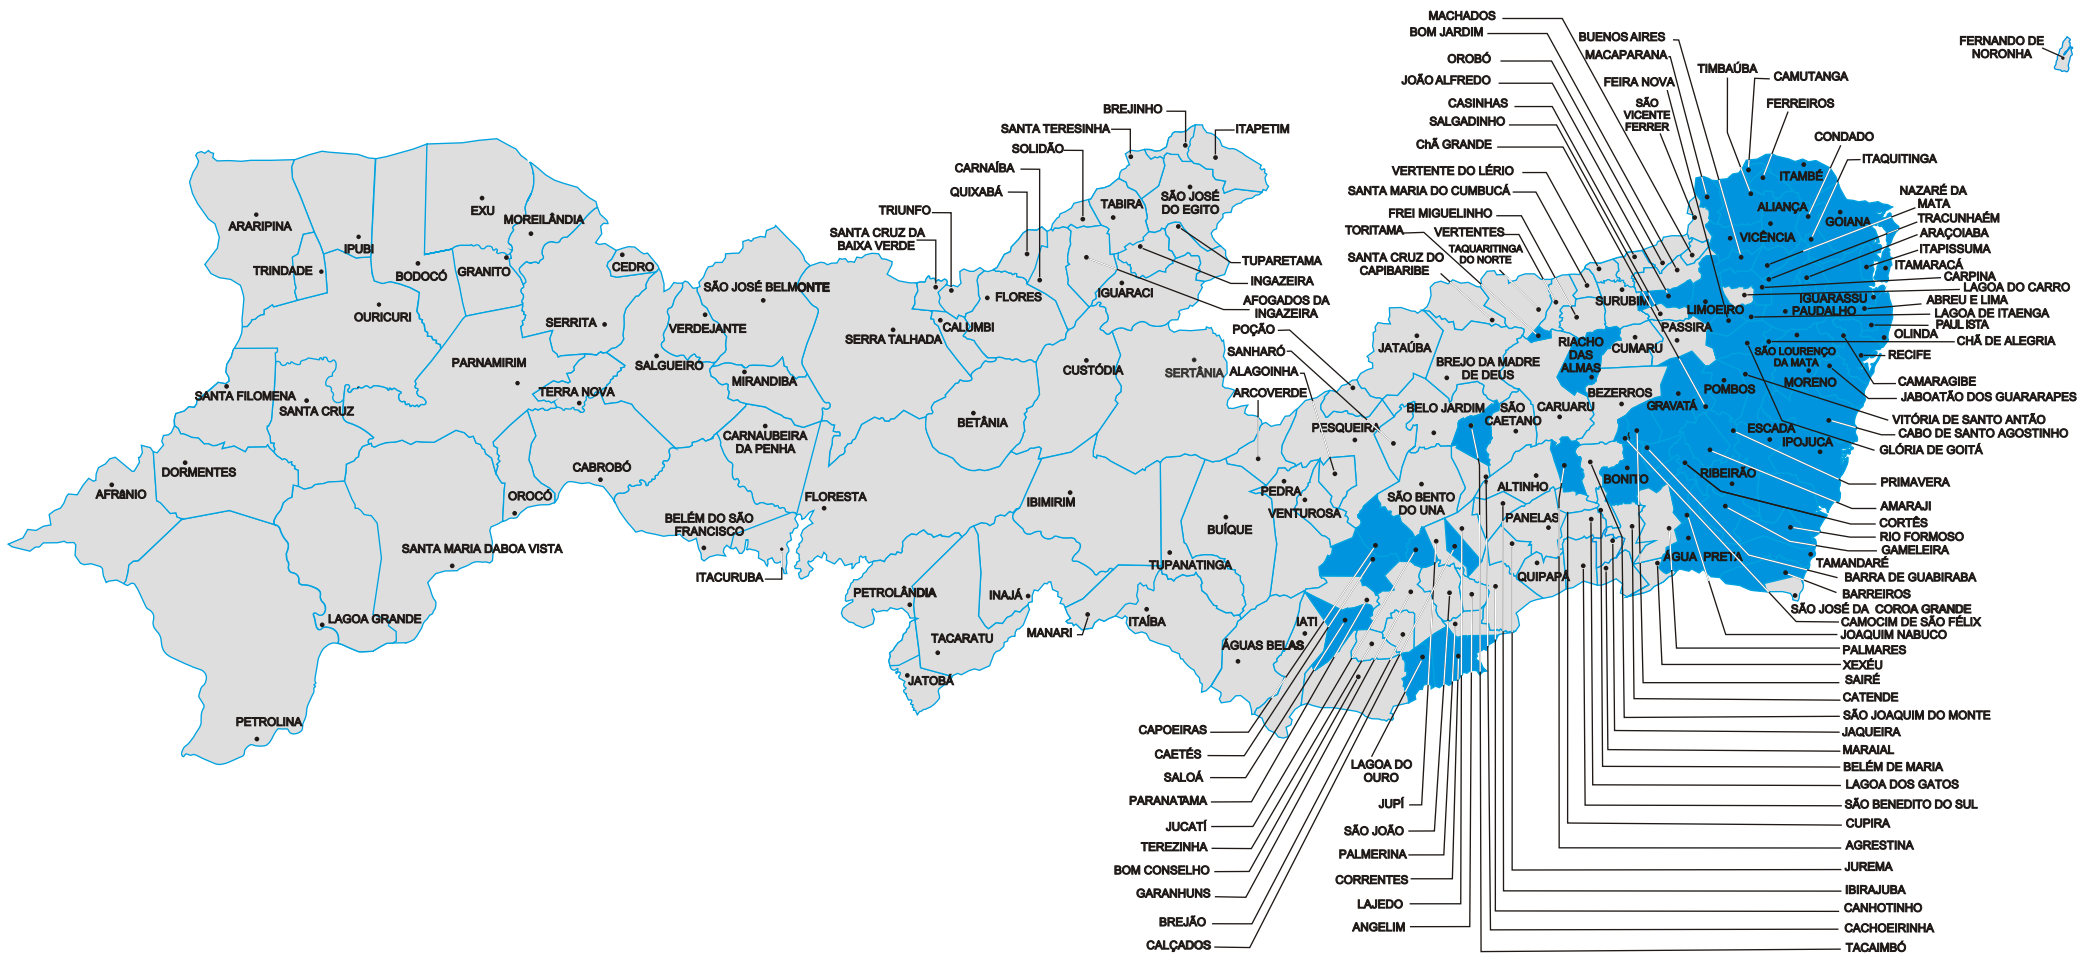 MACHADOS
BOM JARDIM
OROBÓ
JOÃO ALFREDO
CASINHAS
SALGADINHO
ChÃ GRANDE
VERTENTE DO LÉRIO
SANTA MARIA DO CUMBUCÁ
FREI MIGUELINHO
VERTENTES
TORITAMA
TAQUARITINGA
DO NORTE
SANTA CRUZ DO
CAPIBARIBE
BUENOS AIRES
MACAPARANA
FEIRA NOVA
SÃO
VICENTE
FERRER
TIMBAÚBA
CAMUTANGA
FERREIROS
CONDADO
ITAQUITINGA
FERNANDO DE
NORONHA
NAZARÉ DA
MATA
TRACUNHAÉM
ARAÇOIABA
ITAPISSUMA
ITAMARACÁ
CARPINA
LAGOA DO CARRO
ABREU E LIMA
LAGOA DE ITAENGA
PAULISTA
OLINDA
CHÃ DE ALEGRIA
RECIFE
CAMARAGIBE
JABOATÃO DOS GUARARAPES
VITÓRIA DE SANTO ANTÃO
CABO DE SANTO AGOSTINHO
GLÓRIA DE GOITÁ
PRIMAVERA
AMARAJI
CORTÊS
RIO FORMOSO
GAMELEIRA
TAMANDARÉ
BARRA DE GUABIRABA
BARREIROS
SÃO JOSÉ DA COROA GRANDE
CAMOCIM DE SÃO FÉLIX
JOAQUIM NABUCO
PALMARES
XEXÉU
SAIRÉ
CATENDE
SÃO JOAQUIM DO MONTE
JAQUEIRA
MARAIAL
BELÉM DE MARIA
LAGOA DOS GATOS
SÃO BENEDITO DO SUL
CUPIRA
AGRESTINA
JUREMA
IBIRAJUBA
CANHOTINHO
CACHOEIRINHA
TACAIMBÓ
BREJINHO
SANTA TERESINHA
ITAPETIM
SOLIDÃO
CARNAÍBA
QUIXABÁ
TRIUNFO
SANTA CRUZ DA
BAIXA VERDE
TABIRA
SÃO JOSÉ
DO EGITO
TUPARETAMA
INGAZEIRA
AFOGADOS DA
INGAZEIRA
POÇÃO
SANHARÓ
ALAGOINHA
ARCOVERDE
ARARIPINA
IPUBI
TRINDADE
BODOCÓ
GRANITO
EXU
MOREILÂNDIA
CEDRO
OURICURI
SERRITA
SÃO JOSÉ BELMONTE
VERDEJANTE
SERRA TALHADA
CALUMBI
FLORES
IGUARACI
PARNAMIRIM
SALGUEIRO
MIRANDIBA
TERRA NOVA
SANTA FILOMENA
SANTA CRUZ
CUSTÓDIA
SERTÂNIA
BETÂNIA
CARNAUBEIRA
DA PENHA
DORMENTES
AFRÂNIO
CABROBÓ
OROCÓ
FLORESTA
IBIMIRIM
BELÉM DO SÃO
FRANCISCO
ITACURUBA
SANTA MARIA DABOA VISTA
LAGOA GRANDE
PETROLINA
PETROLÂNDIA
TACARATU
JATOBÁ
INAJÁ
MANARI
ITAÍBA
TUPANATINGA
BUÍQUE
ÁGUAS BELAS
IATI
PEDRA
VENTUROSA
PESQUEIRA
JATAÚBA
BREJO DA MADRE
DE DEUS
BELO JARDIM
SÃO
CAETANO
CARUARU
BEZERROS
SÃO BENTO
DO UNA
ALTINHO
PANELAS
QUIPAPÁ
BONITO
SURUBIM
RIACHO
DAS
ALMAS
CUMARU
PASSIRA
LIMOEIRO
ITAMBÉ
ALIANÇA
GOIANA
VICÊNCIA
IGUARASSU
PAUDALHO
SÃO LOURENÇO
DA MATA
MORENO
POMBOS
GRAVATÁ
ESCADA
IPOJUCA
RIBEIRÃO
ÁGUA PRETA
CAPOEIRAS
CAETÉS
SALOÁ
PARANATAMA
JUCATÍ
TEREZINHA
BOM CONSELHO
GARANHUNS
BREJÃO
CALÇADOS
LAGOA DO
OURO
JUPÍ
SÃO JOÃO
PALMERINA
CORRENTES
LAJEDO
ANGELIM